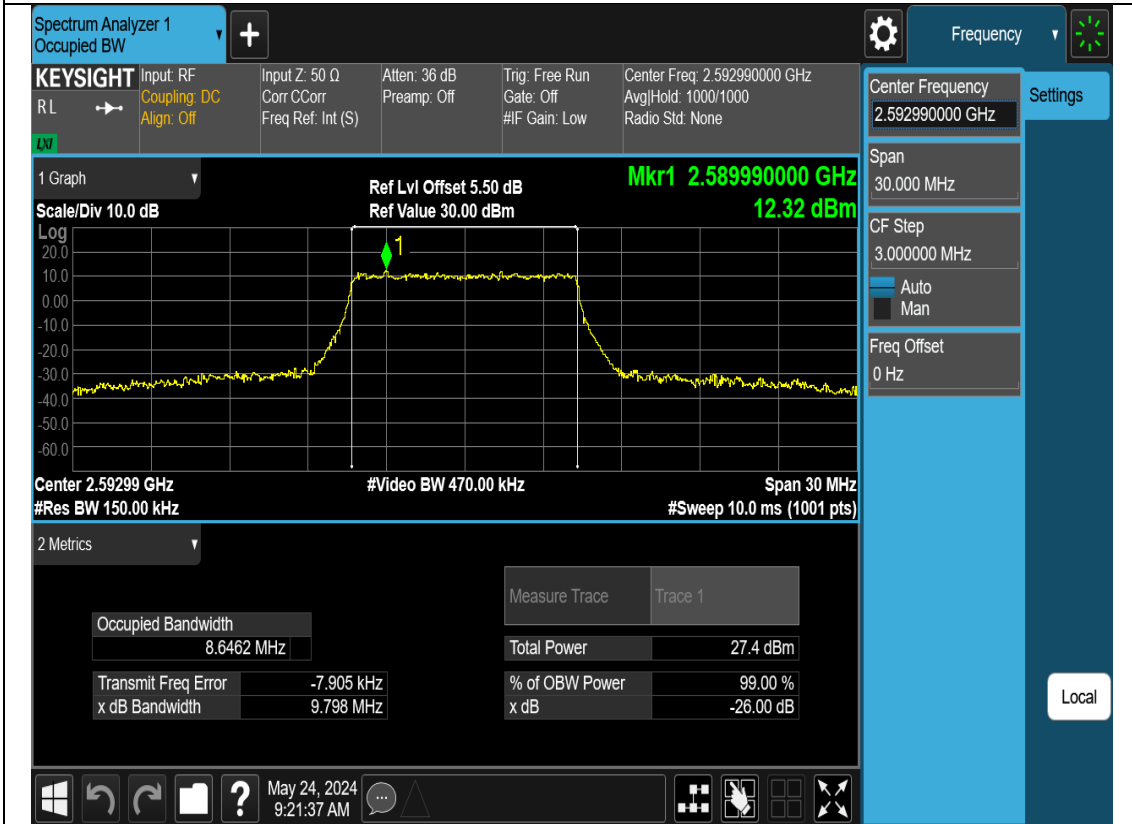 Spectrum Analyzer 1
Occupied BW
▼
+
Frequency
▼
KEYSIGHT
RL
LXI
Input: RF
Coupling: DC
Align: Off
Input Z: 50 Ω
Corr CCorr
Freq Ref: Int (S)
Atten: 36 dB
Preamp: Off
Trig: Free Run
Gate: Off
#IF Gain: Low
Center Freq: 2.592990000 GHz
Avg|Hold: 1000/1000
Radio Std: None
Center Frequency
2.592990000 GHz
Settings
Span
30.000 MHz
CF Step
3.000000 MHz
Auto
Man
Freq Offset
0 Hz
Local
1 Graph
▼
Scale/Div 10.0 dB
Ref Lvl Offset 5.50 dB
Ref Value 30.00 dBm
Mkr1 2.589990000 GHz
12.32 dBm
Log
20.0
10.0
0.00
-10.0
-20.0
-30.0
-40.0
-50.0
-60.0
1
Center 2.59299 GHz
#Res BW 150.00 kHz
#Video BW 470.00 kHz
Span 30 MHz
#Sweep 10.0 ms (1001 pts)
2 Metrics
▼
Measure Trace Trace 1
Occupied Bandwidth
8.6462 MHz
Total Power 27.4 dBm
Transmit Freq Error -7.905 kHz
% of OBW Power 99.00 %
x dB Bandwidth 9.798 MHz
x dB -26.00 dB
?
May 24, 2024
9:21:37 AM